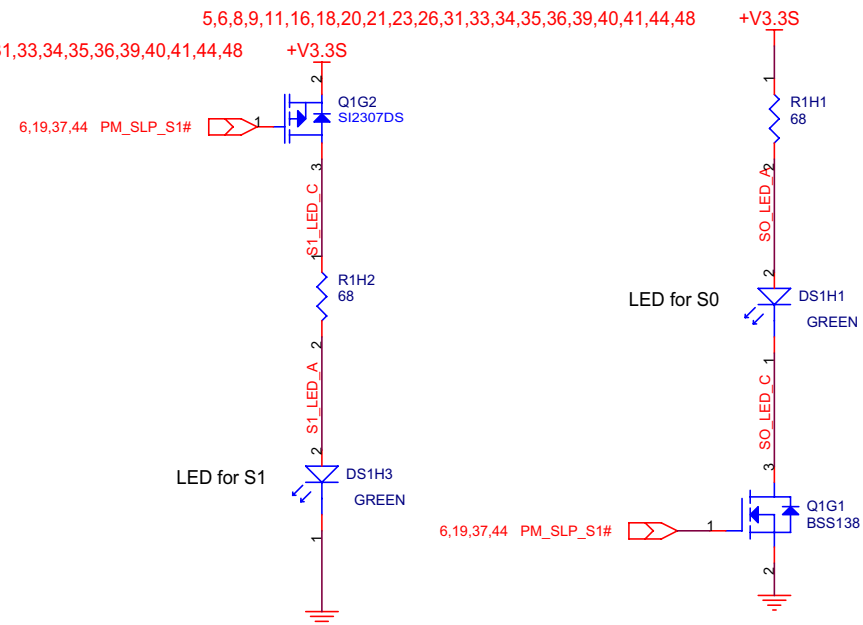 5,6,8,9,11,16,18,20,21,23,26,31,33,34,35,36,39,40,41,44,48 +V3.3S
1,33,34,35,36,39,40,41,44,48 +V3.3S
2
Q1G2
SI2307DS
6,19,37,44 PM_SLP_S1#
1
3
S1_LED_C
1
R1H2
68
2
S1_LED_A
2
LED for S1
DS1H3
GREEN
1
1
R1H1
68
2
SO_LED_A
2
LED for S0
DS1H1
GREEN
1
SO_LED_C
3
Q1G1
BSS138
6,19,37,44 PM_SLP_S1#
1
2